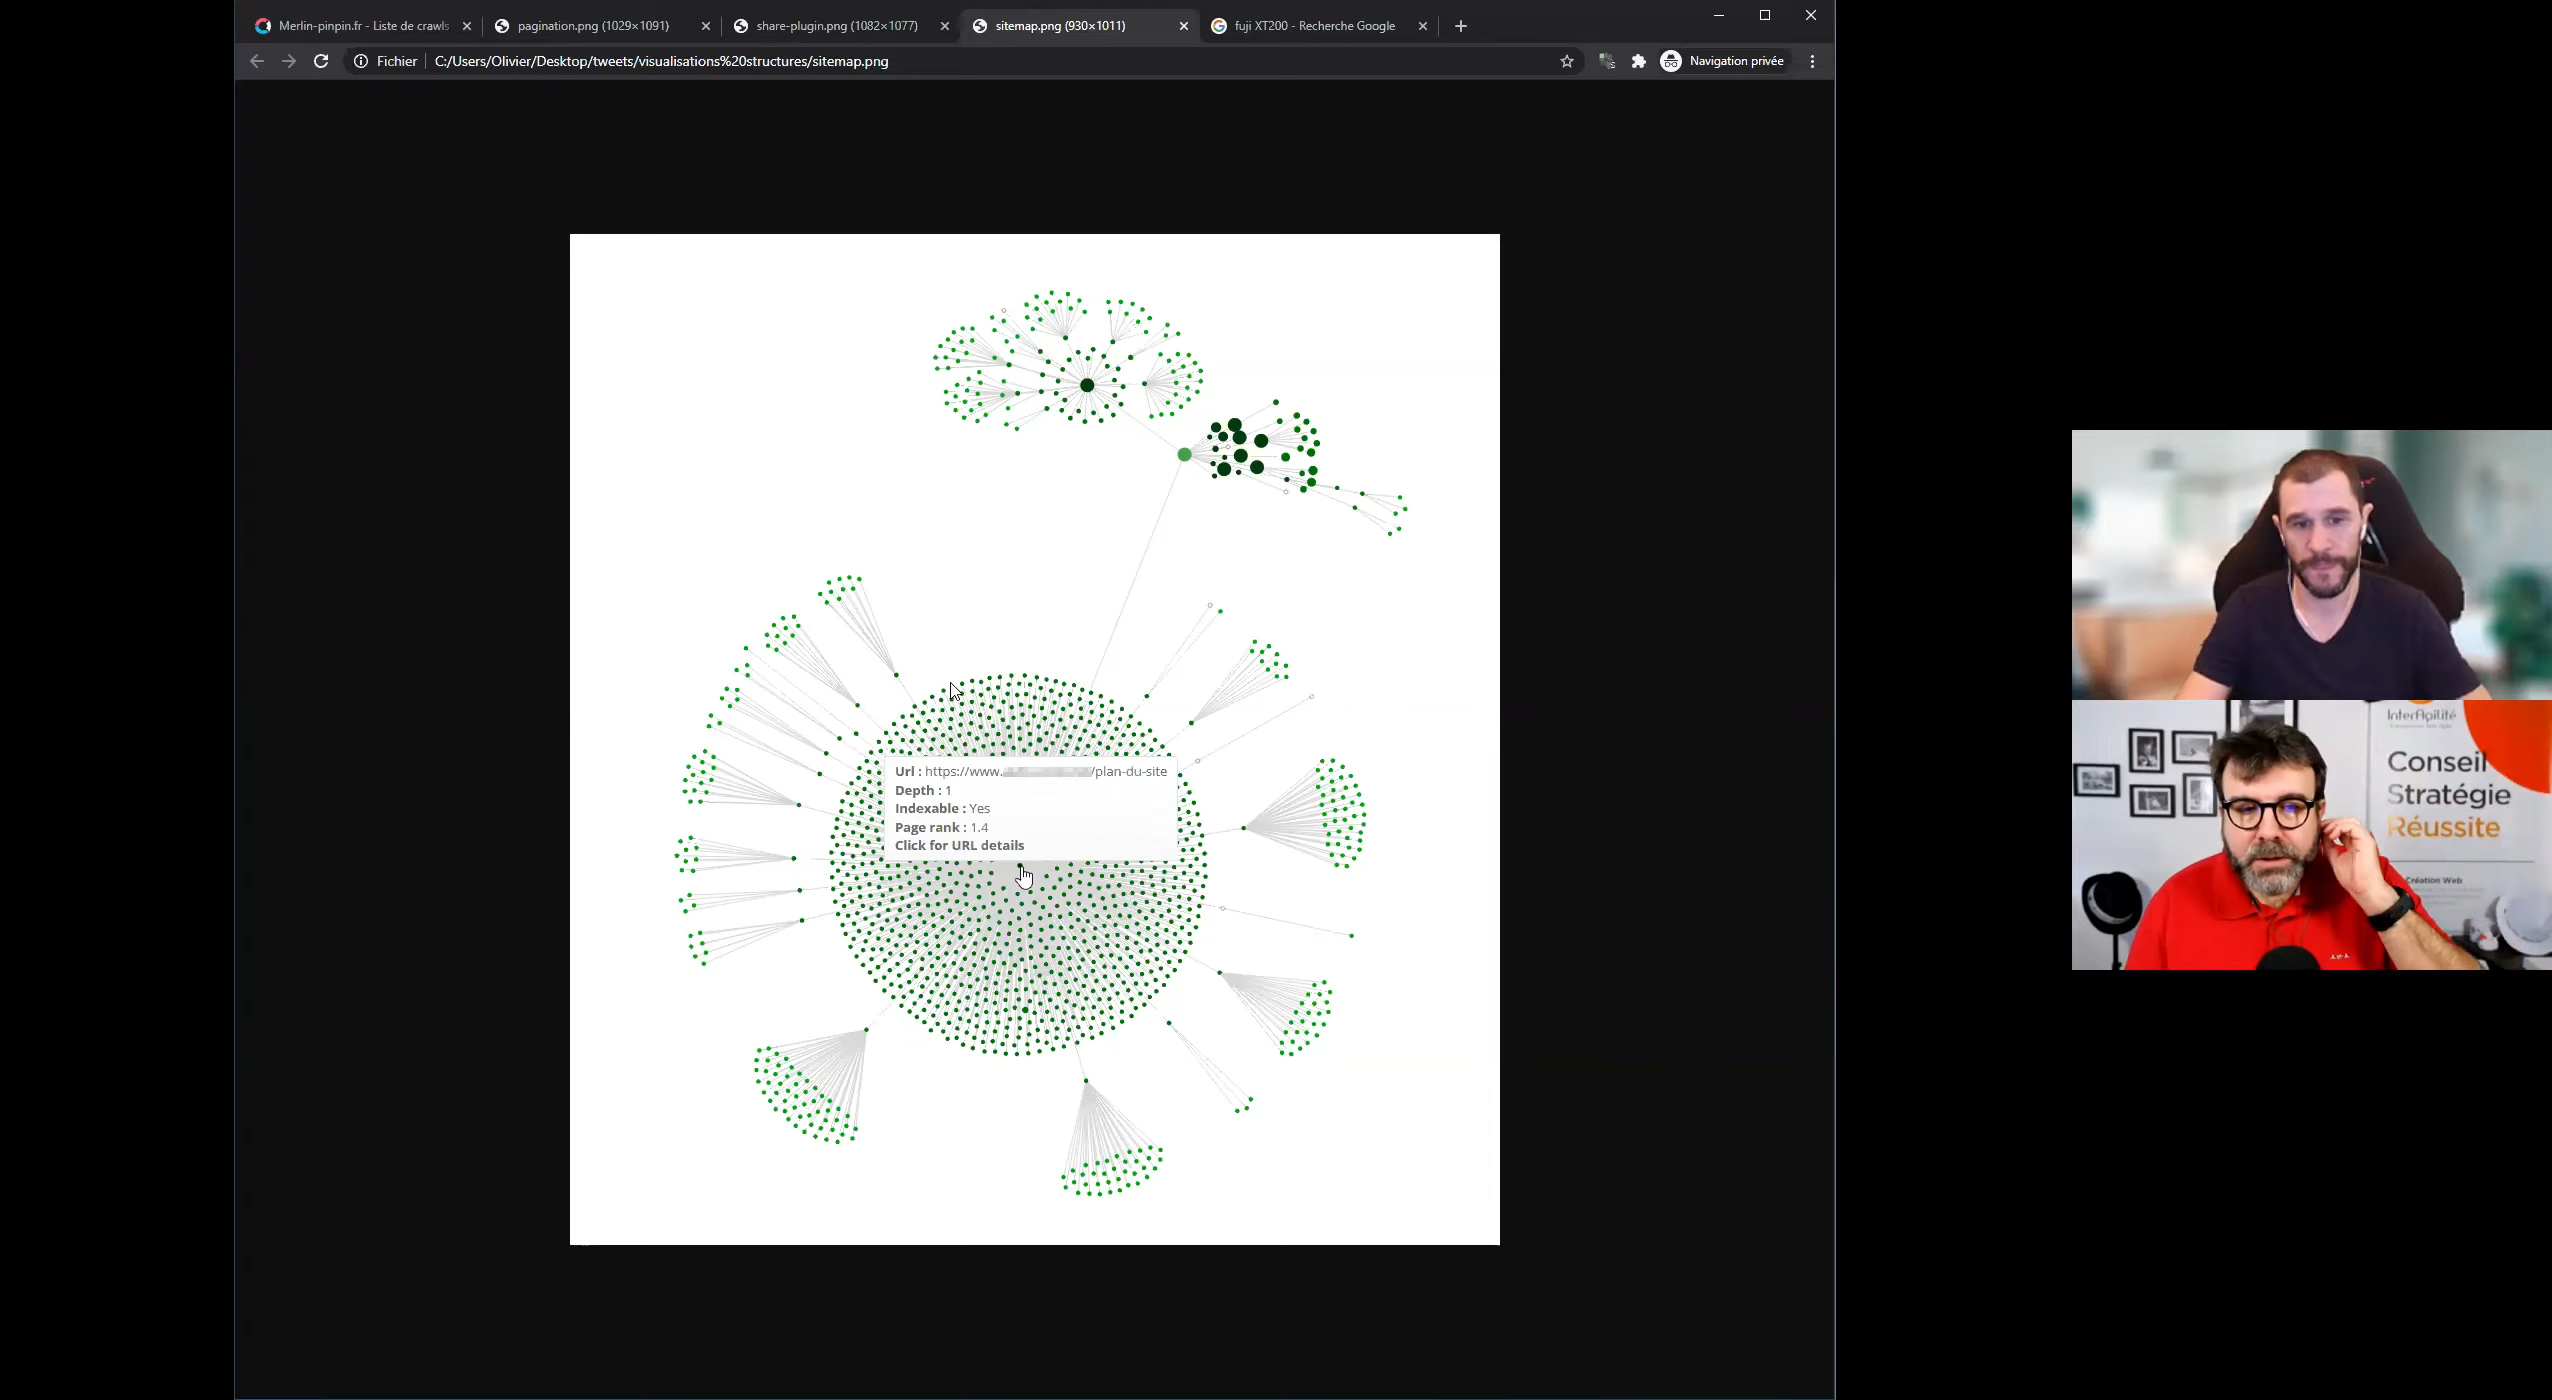 Merlin-pinpin.fr - Liste de crawls
pagination.png (1029×1091)
share-plugin.png (1082×1077)
sitemap.png (930×1011)
fuji XT200 - Recherche Google
Fichier
C:/Users/Olivier/Desktop/tweets/visualisations%20structures/sitemap.png
Navigation privée
Url : https://www. /plan-du-site
Depth : 1
Indexable : Yes
Page rank : 1.4
Click for URL details
InterAgilité
Conseil
Stratégie
Réussite
Création Web